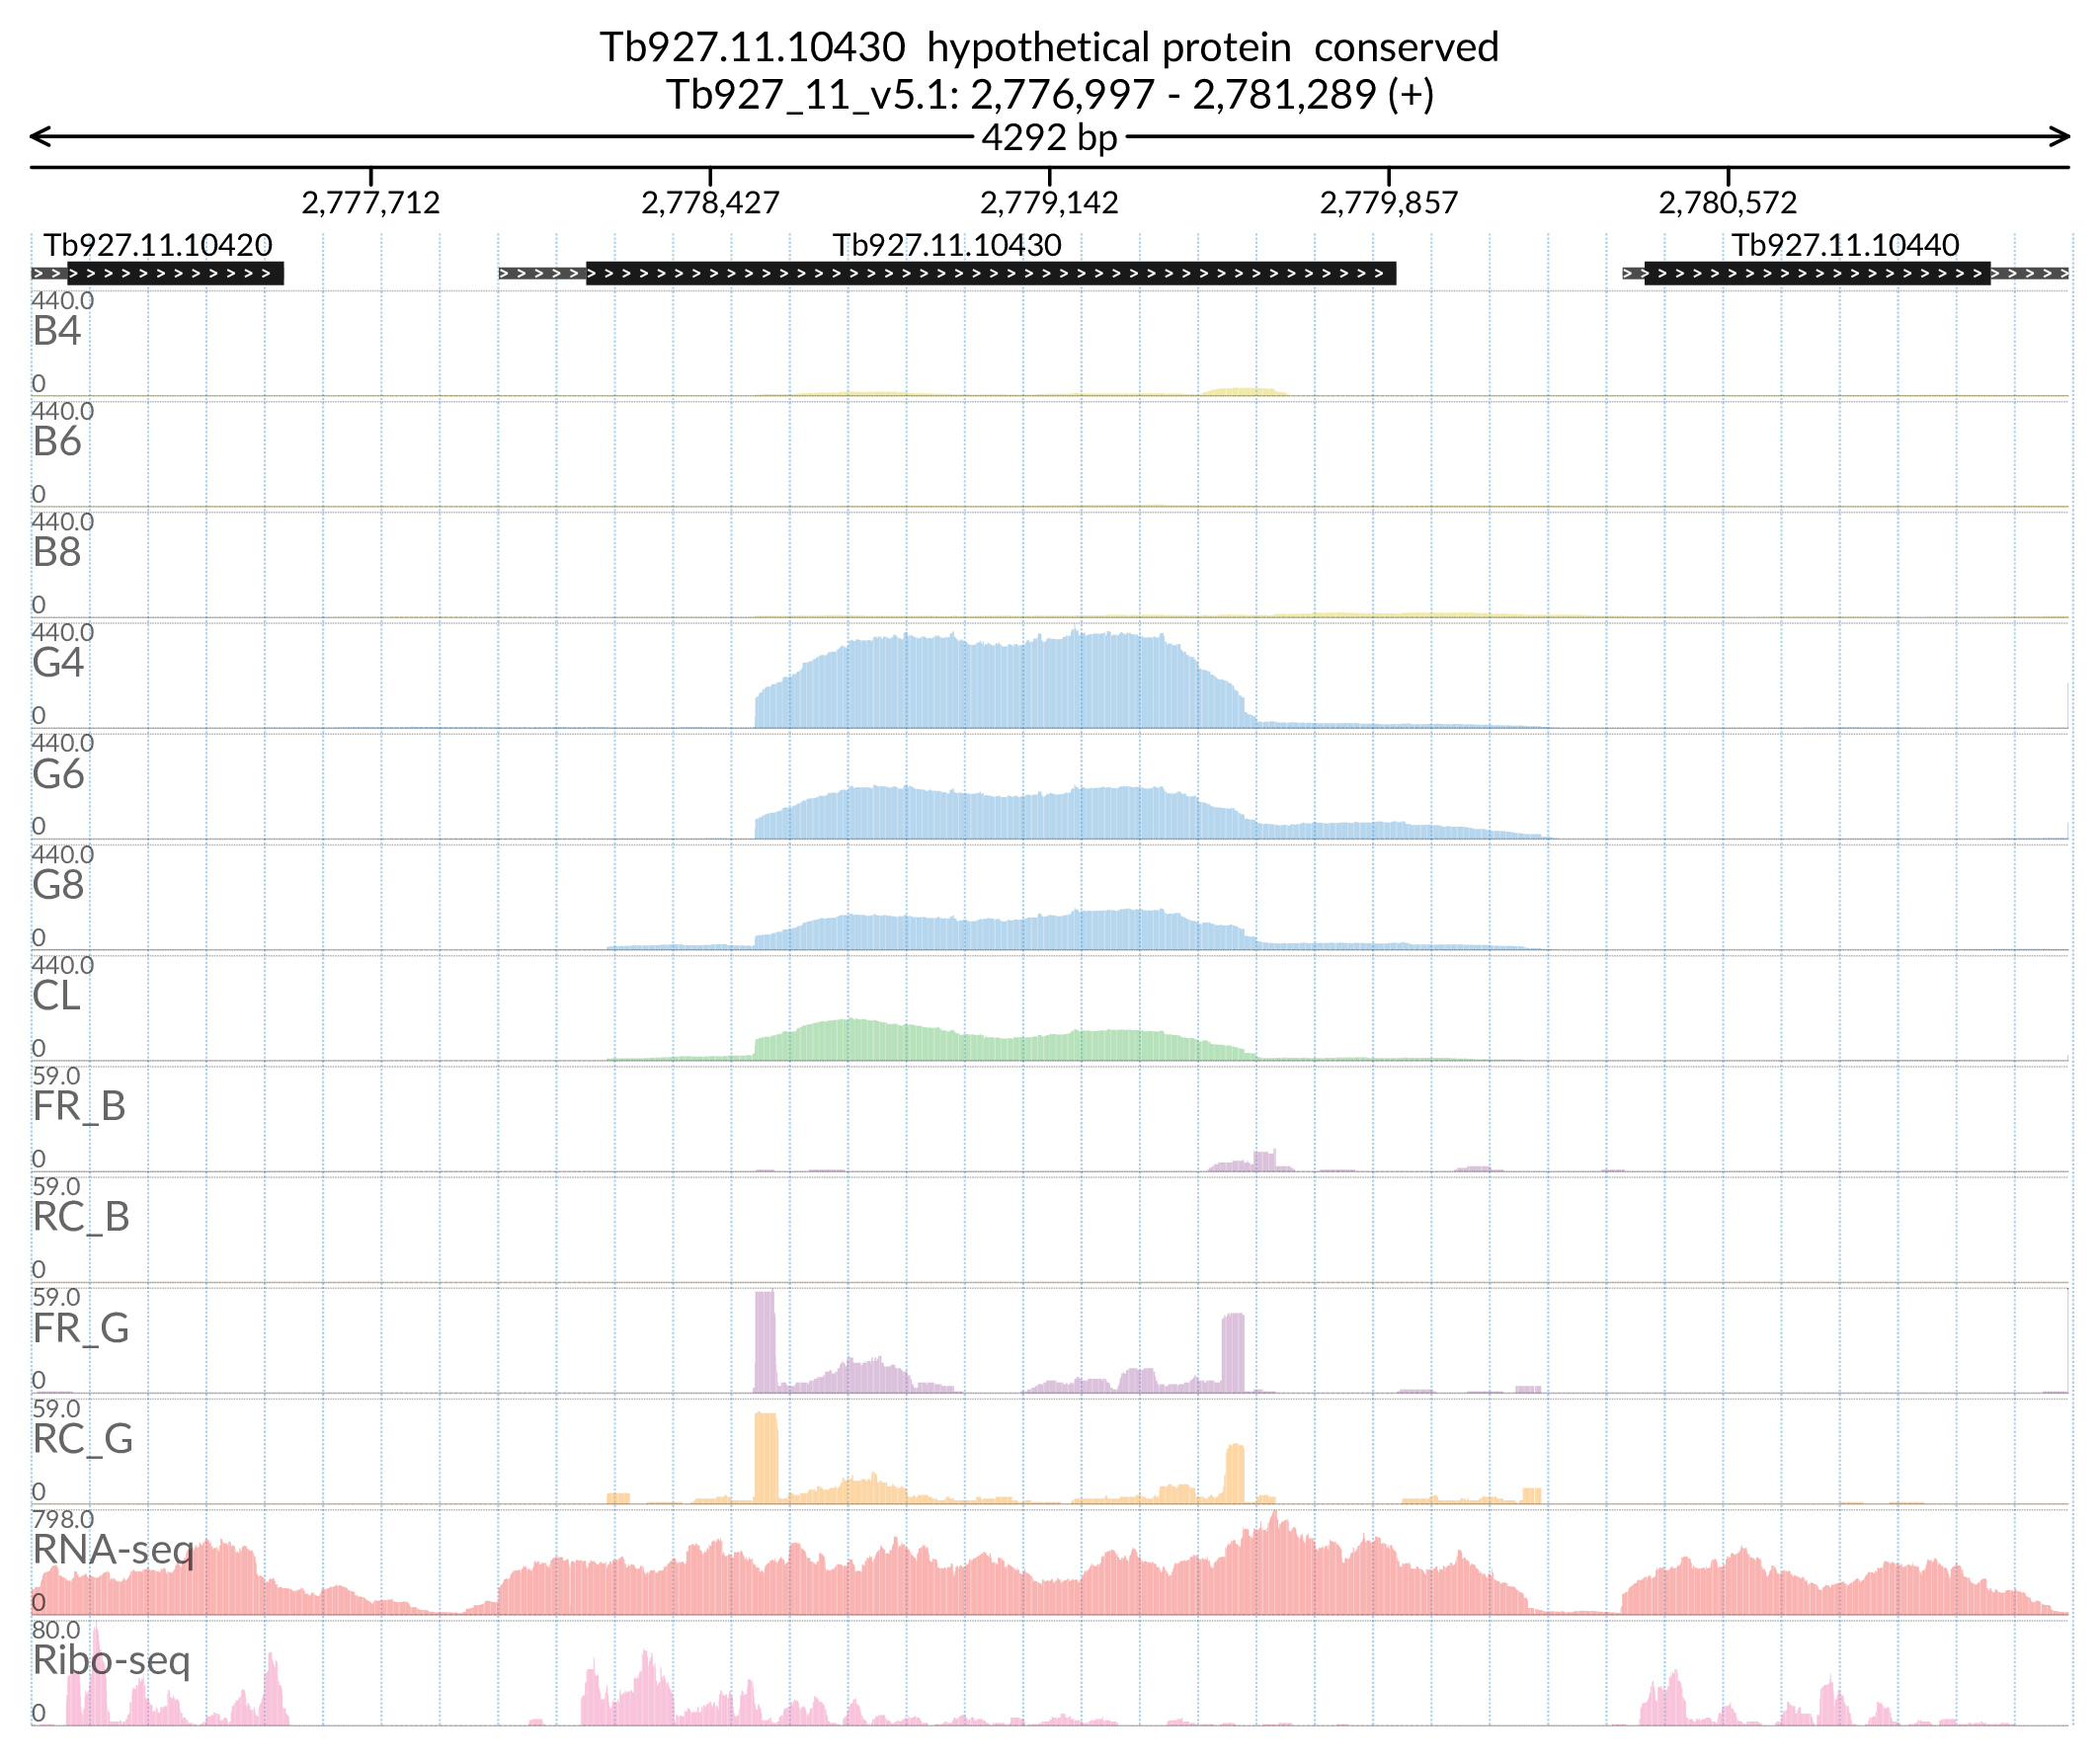 Tb927.11.10430 hypothetical protein conserved
Tb927_11_v5.1: 2,776,997 - 2,781,289 (+)
4292 bp
2,777,712 2,778,427 2,779,142 2,779,857 2,780,572
Tb927.11.10420 Tb927.11.10430 Tb927.11.10440
440.0
B4
0
440.0
B6
0
440.0
B8
0
440.0
G4
0
440.0
G6
0
440.0
G8
0
440.0
CL
0
59.0
FR_B
0
59.0
RC_B
0
59.0
FR_G
0
59.0
RC_G
0
798.0
RNA-seq
0
80.0
Ribo-seq
0